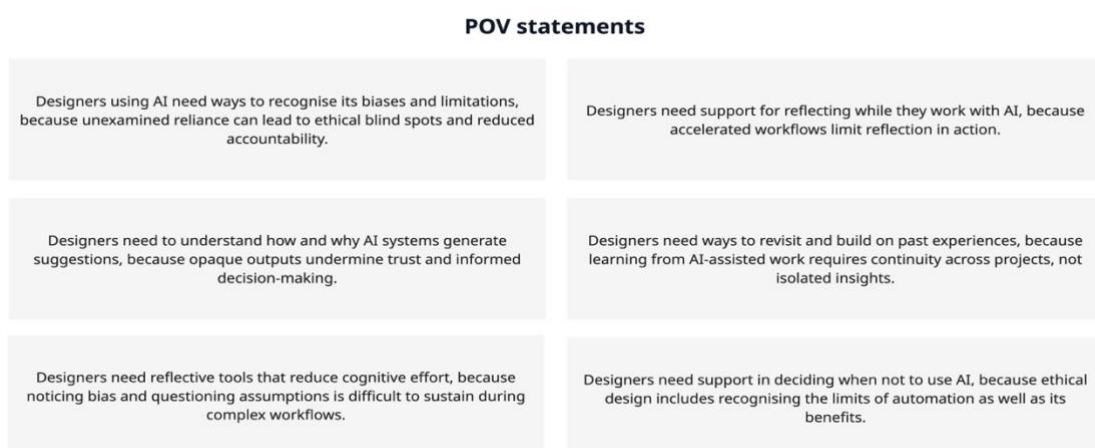 POV statements
Designers using AI need ways to recognise its biases and limitations,
because unexamined reliance can lead to ethical blind spots and reduced
accountability.
Designers need support for reflecting while they work with AI, because
accelerated workflows limit reflection in action.
Designers need to understand how and why AI systems generate
suggestions, because opaque outputs undermine trust and informed
decision-making.
Designers need ways to revisit and build on past experiences, because
learning from AI-assisted work requires continuity across projects, not
isolated insights.
Designers need reflective tools that reduce cognitive effort, because
noticing bias and questioning assumptions is difficult to sustain during
complex workflows.
Designers need support in deciding when not to use AI, because ethical
design includes recognising the limits of automation as well as its
benefits.